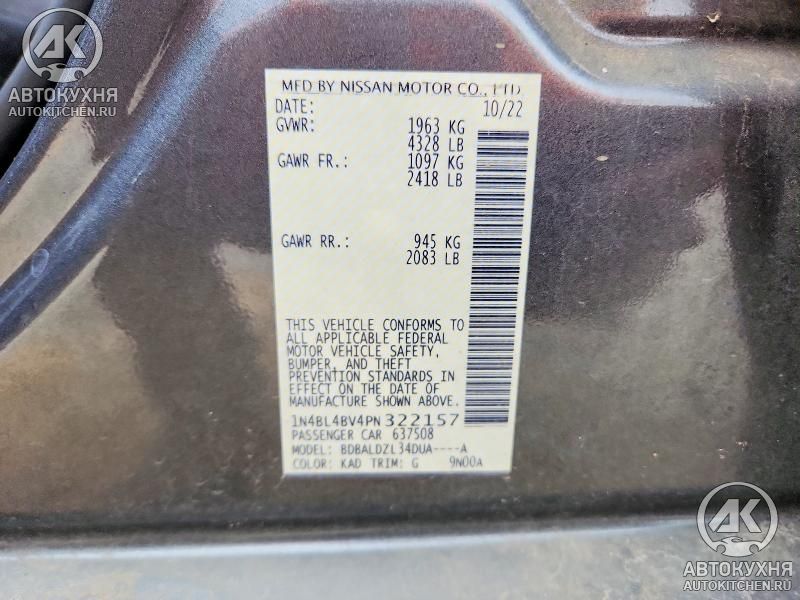 AK
АВТОКУХНЯ
AUTOKITCHEN.RU
MFD BY NISSAN MOTOR CO., LTD.
DATE: 10/22
GVWR: 1963 KG
4328 LB
GAWR FR.: 1097 KG
2418 LB
GAWR RR.: 945 KG
2083 LB
THIS VEHICLE CONFORMS TO
ALL APPLICABLE FEDERAL
MOTOR VEHICLE SAFETY,
BUMPER, AND THEFT
PREVENTION STANDARDS IN
EFFECT ON THE DATE OF
MANUFACTURE SHOWN ABOVE.
1N4BL4BV4PN322157
PASSENGER CAR 637508
MODEL: BDBALDZL34DUA----A
COLOR: KAD TRIM: G 9N00A
AK
АВТОКУХНЯ
AUTOKITCHEN.RU